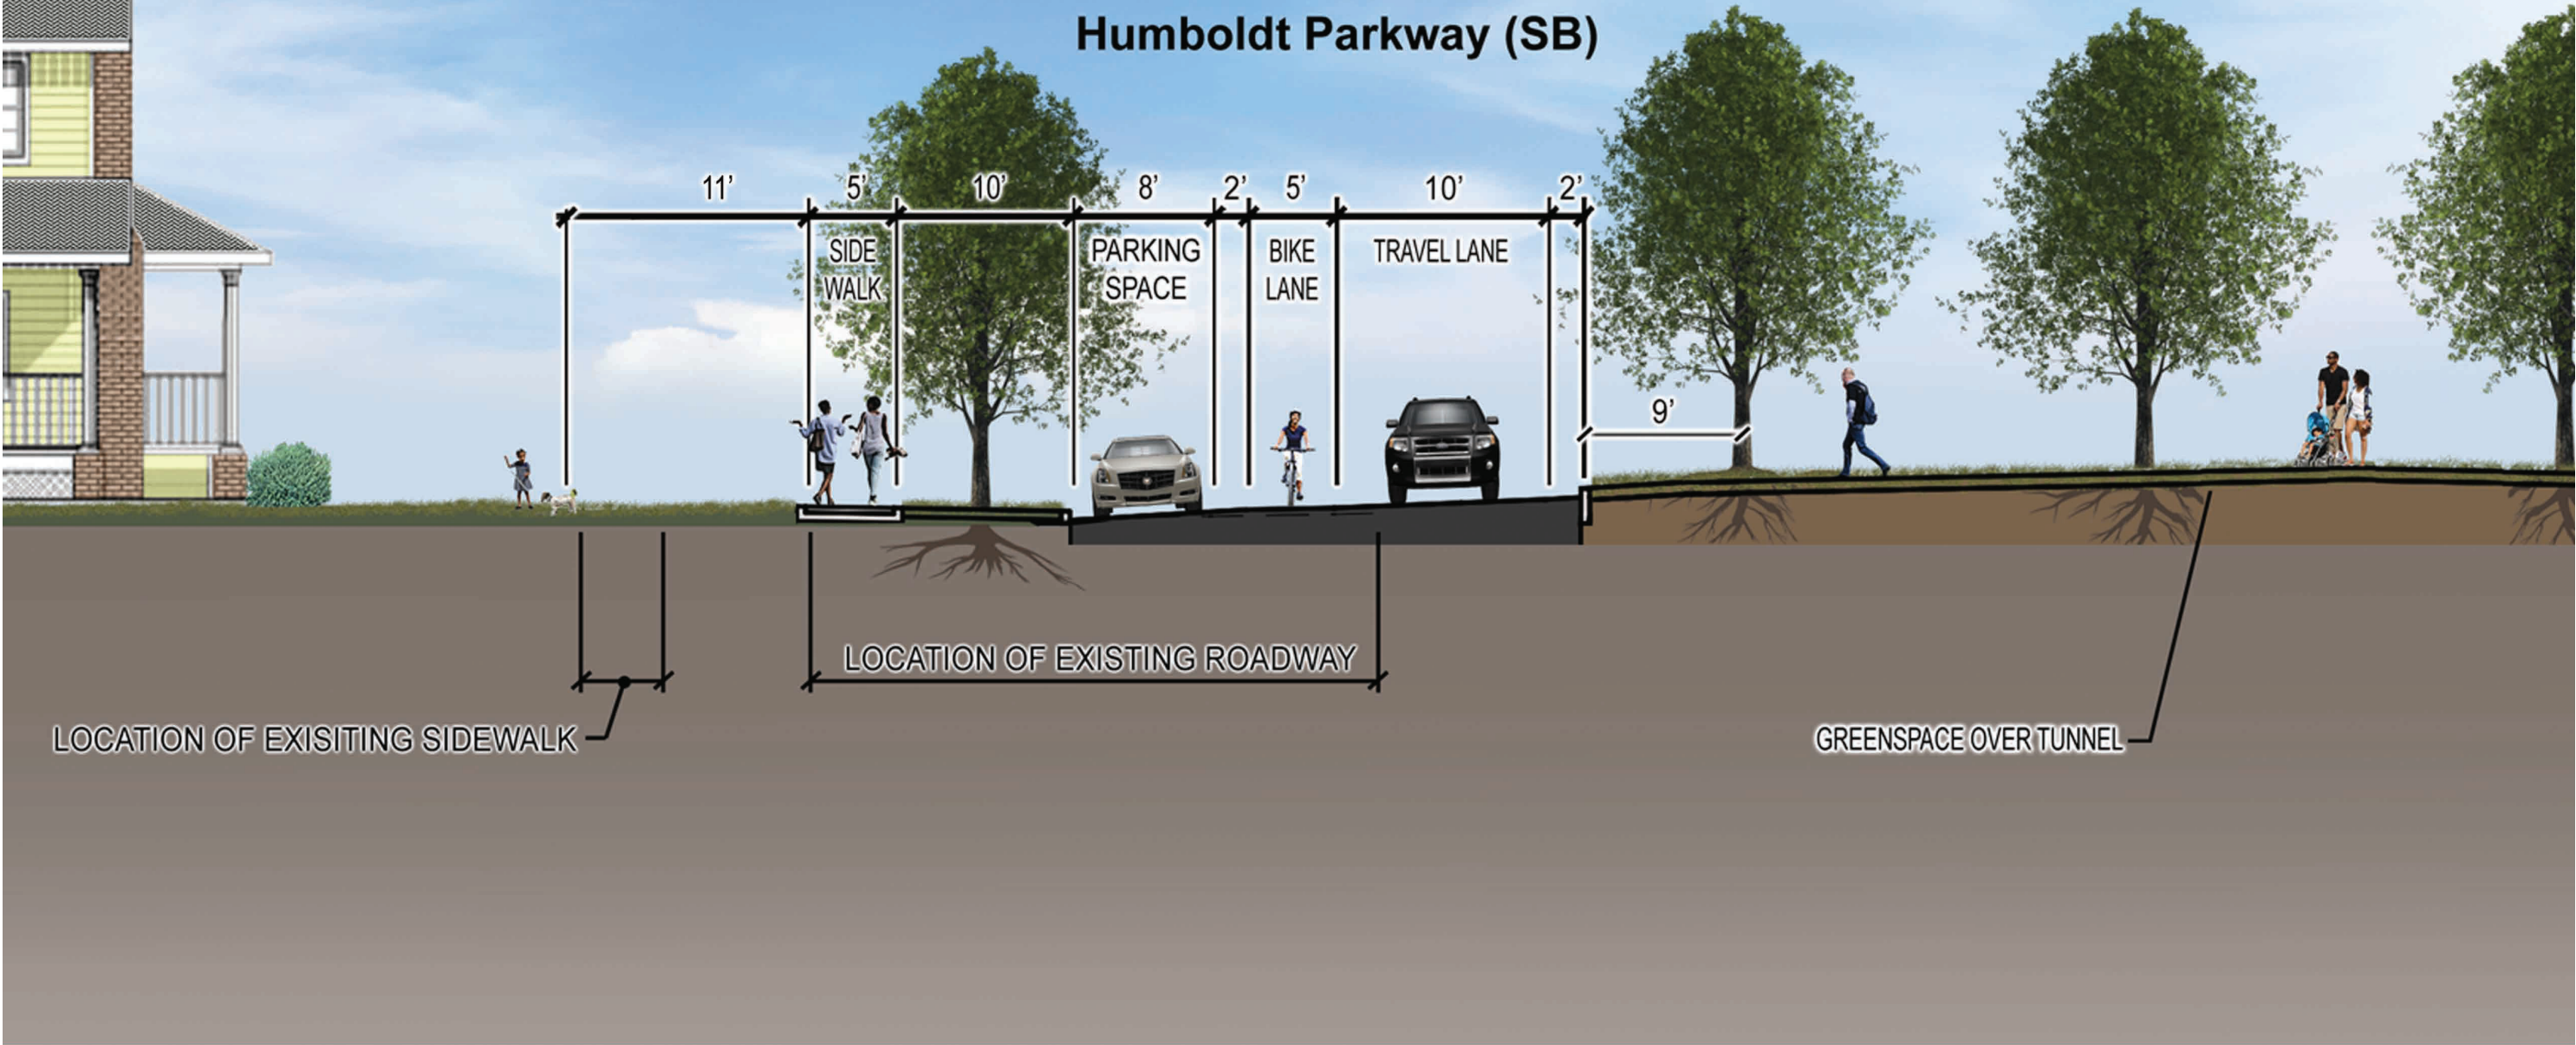 Humboldt Parkway (SB)
11' 5' 10' 8' 2' 5' 10' 2'
SIDE
WALK
PARKING
SPACE
BIKE
LANE
TRAVEL LANE
9'
LOCATION OF EXISTING ROADWAY
LOCATION OF EXISITING SIDEWALK
GREENSPACE OVER TUNNEL